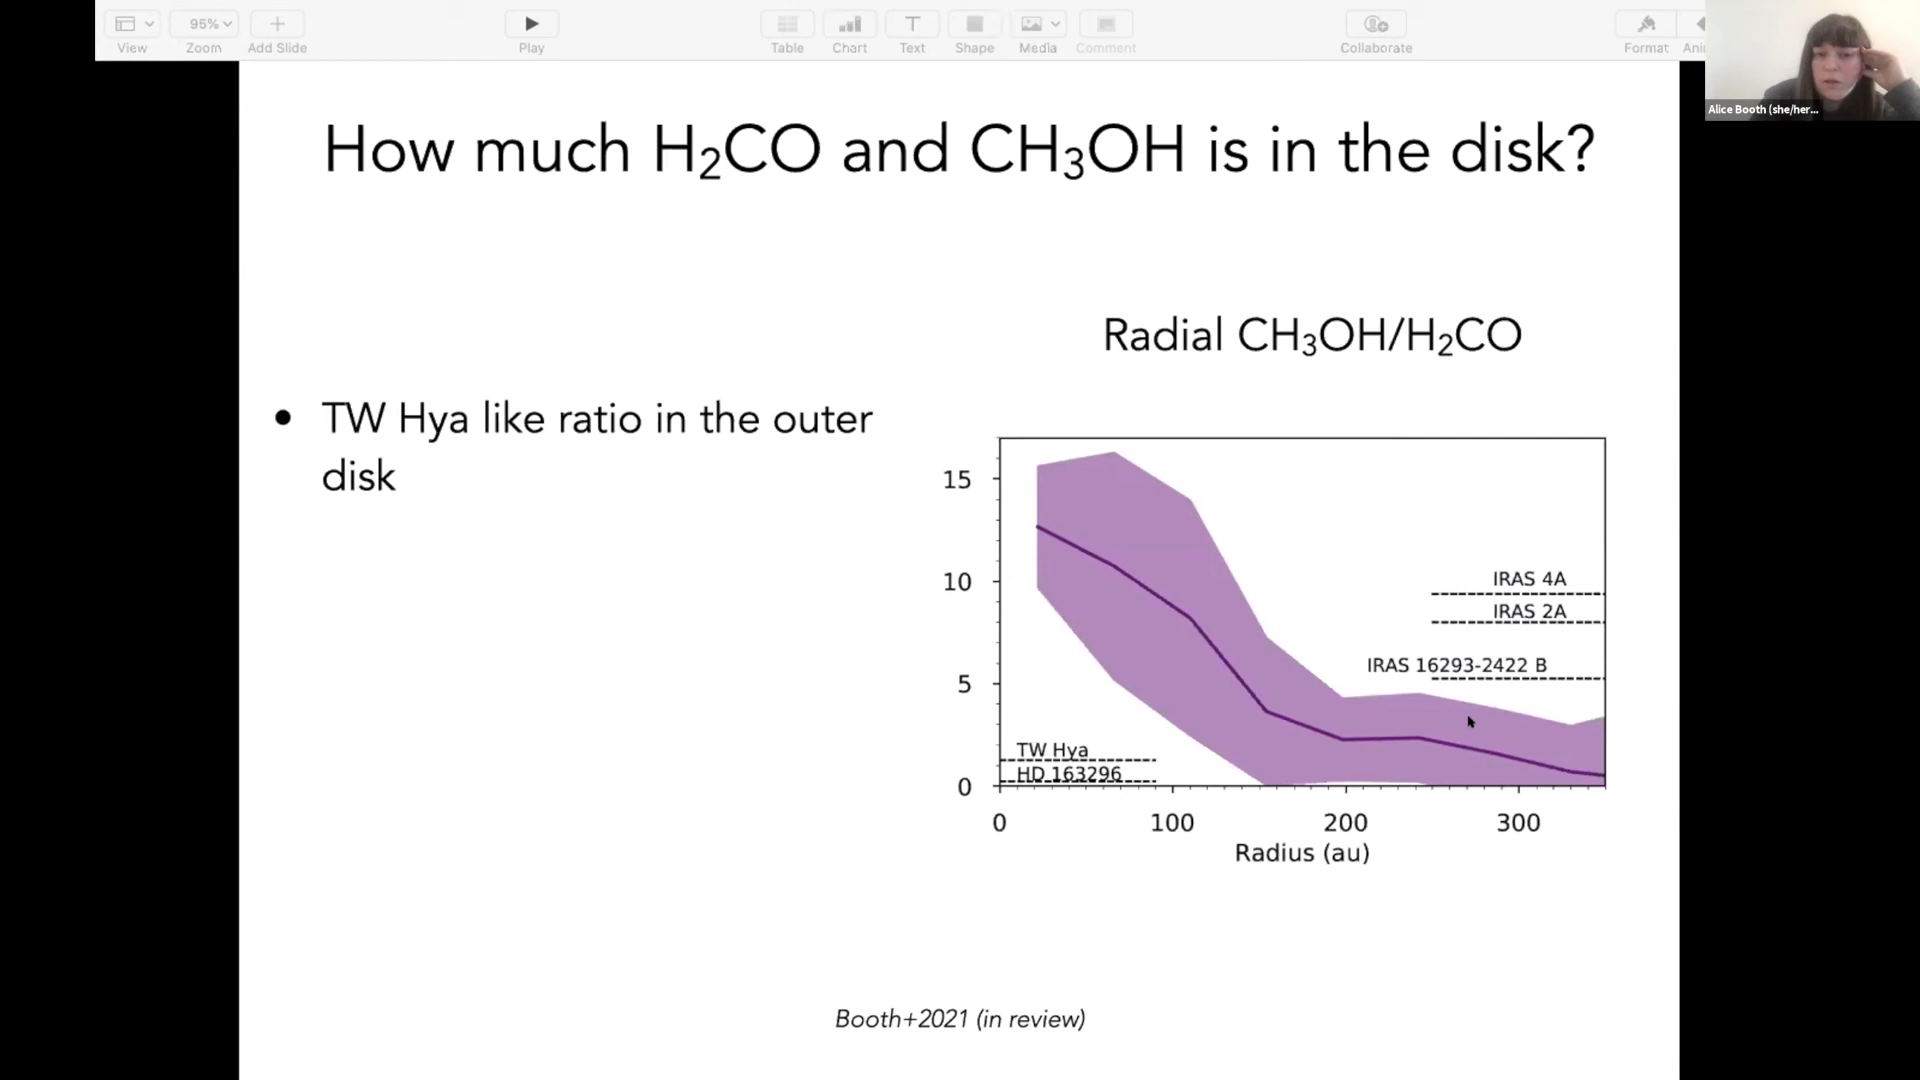 95%
View
Zoom
Add Slide
Play
Table
Chart
Text
Shape
Media
Comment
Collaborate
Format
Ani
Alice Booth (she/her...
How much H₂CO and CH₃OH is in the disk?
Radial CH₃OH/H₂CO
• TW Hya like ratio in the outer
disk
15
10
5
0
IRAS 4A
IRAS 2A
IRAS 16293-2422 B
TW Hya
HD 163296
0
100
200
300
Radius (au)
Booth+2021 (in review)